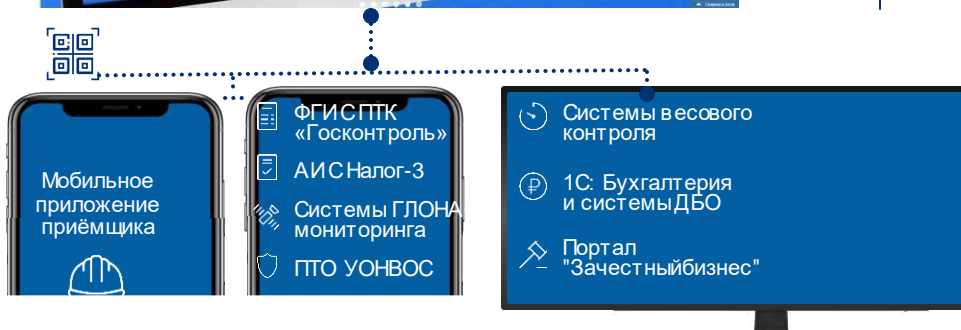 Мобильное
приложение
приёмщика
ФГИС ПТК
«Госконтроль»
АИС Налог-3
Системы ГЛОНА
мониторинга
ПТО УОНВОС
Системы весового
контроля
1С: Бухгалтерия
и системы ДБО
Портал
"Зачестныйбизнес"